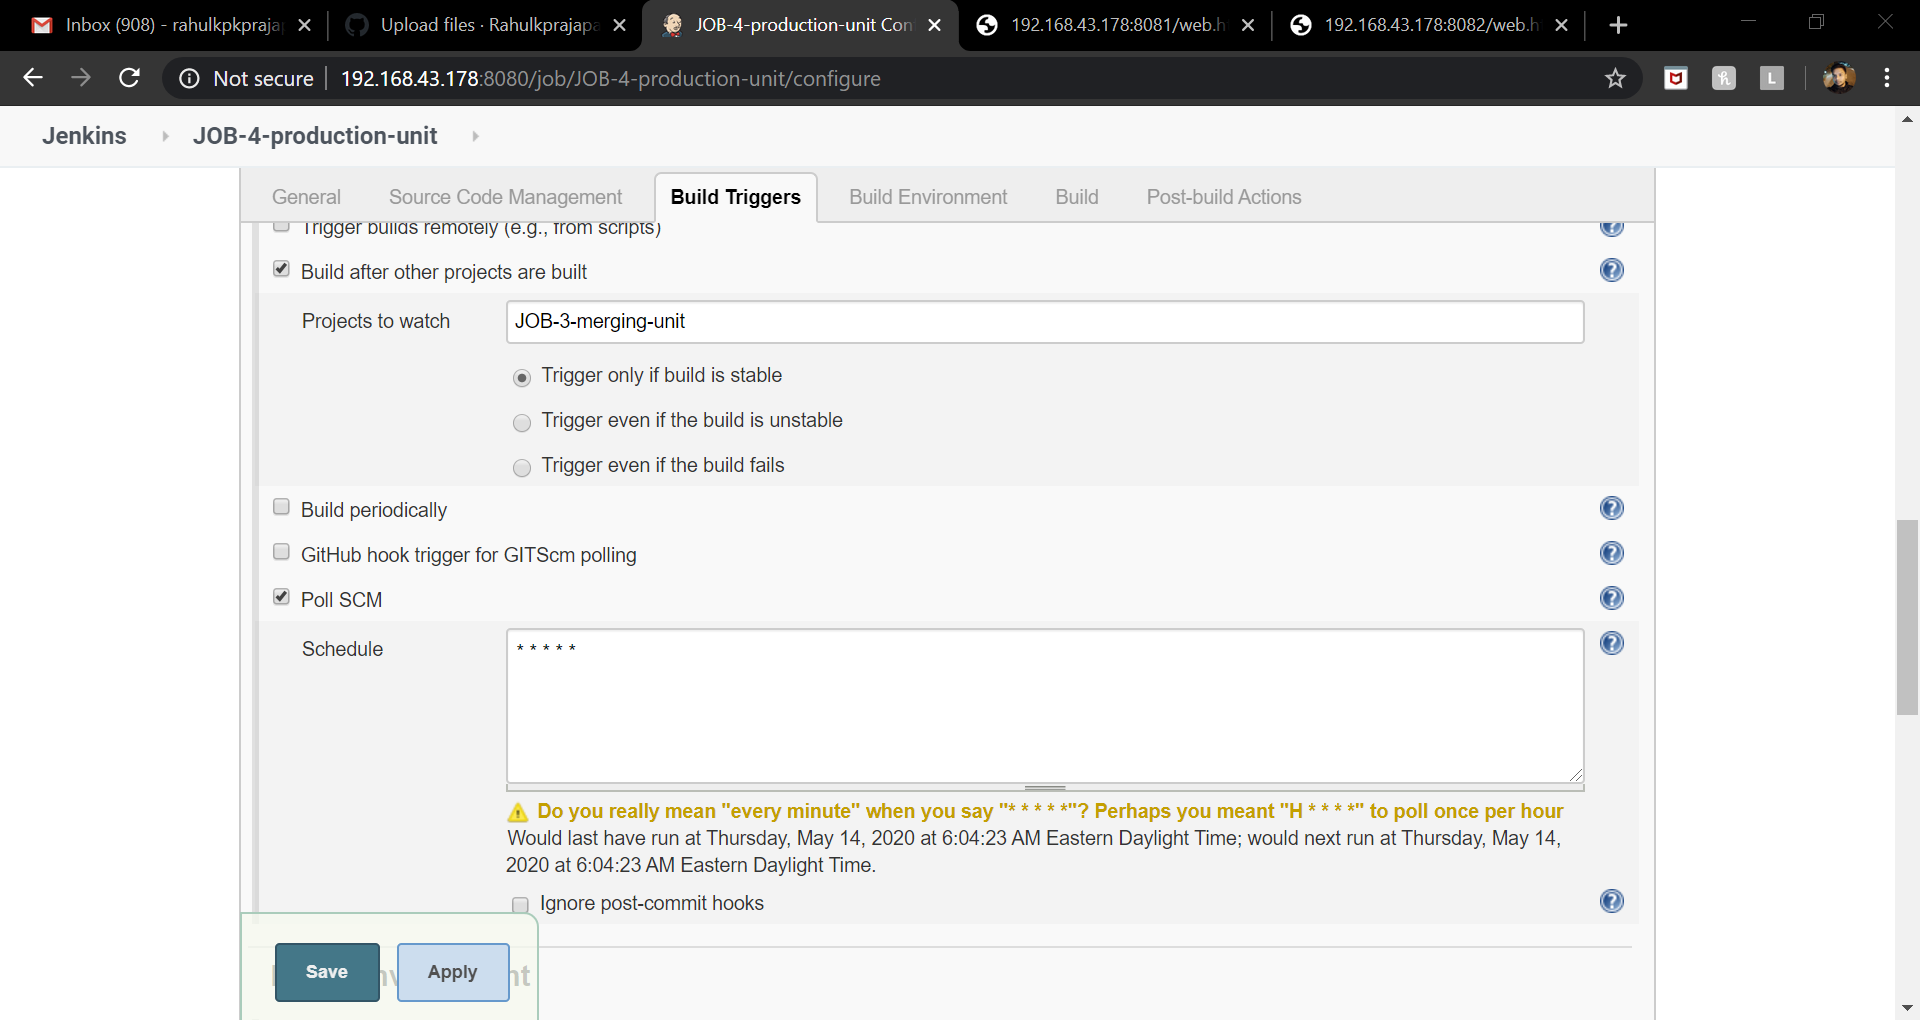 Inbox (908) - rahulkpkpraja
Upload files · Rahulkprajapa
JOB-4-production-unit Con
192.168.43.178:8081/web.h
192.168.43.178:8082/web.h
Not secure
192.168.43.178:8080/job/JOB-4-production-unit/configure
L
Jenkins
JOB-4-production-unit
General
Source Code Management
Build Triggers
Build Environment
Build
Post-build Actions
Trigger builds remotely (e.g., from scripts)
Build after other projects are built
Projects to watch
JOB-3-merging-unit
Trigger only if build is stable
Trigger even if the build is unstable
Trigger even if the build fails
Build periodically
GitHub hook trigger for GITScm polling
Poll SCM
Schedule
* * * * *
Do you really mean "every minute" when you say "* * * * *"? Perhaps you meant "H * * * *" to poll once per hour
Would last have run at Thursday, May 14, 2020 at 6:04:23 AM Eastern Daylight Time; would next run at Thursday, May 14,
2020 at 6:04:23 AM Eastern Daylight Time.
Ignore post-commit hooks
Save
Apply